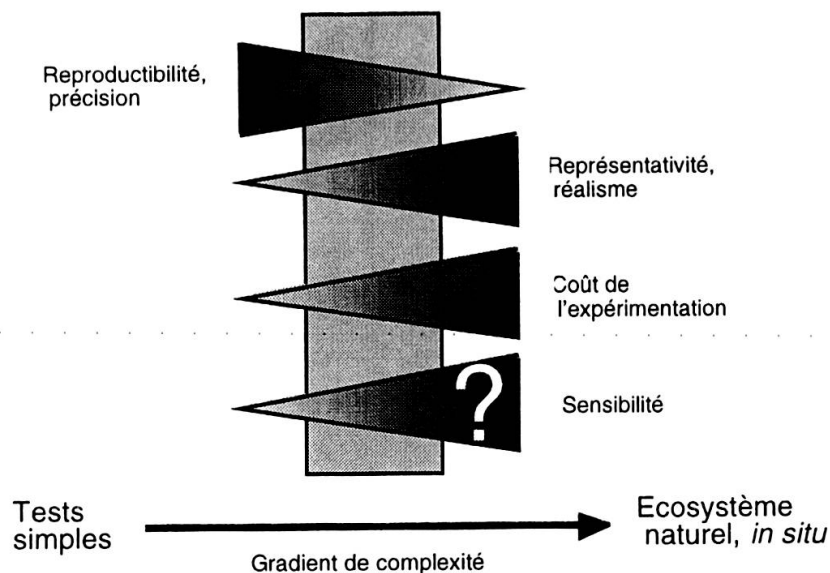 Reproductibilité,
précision
Représentativité,
réalisme
Coût de
l'expérimentation
?
Sensibilité
Tests
simples
Gradient de complexité
Ecosystème
naturel, in situ